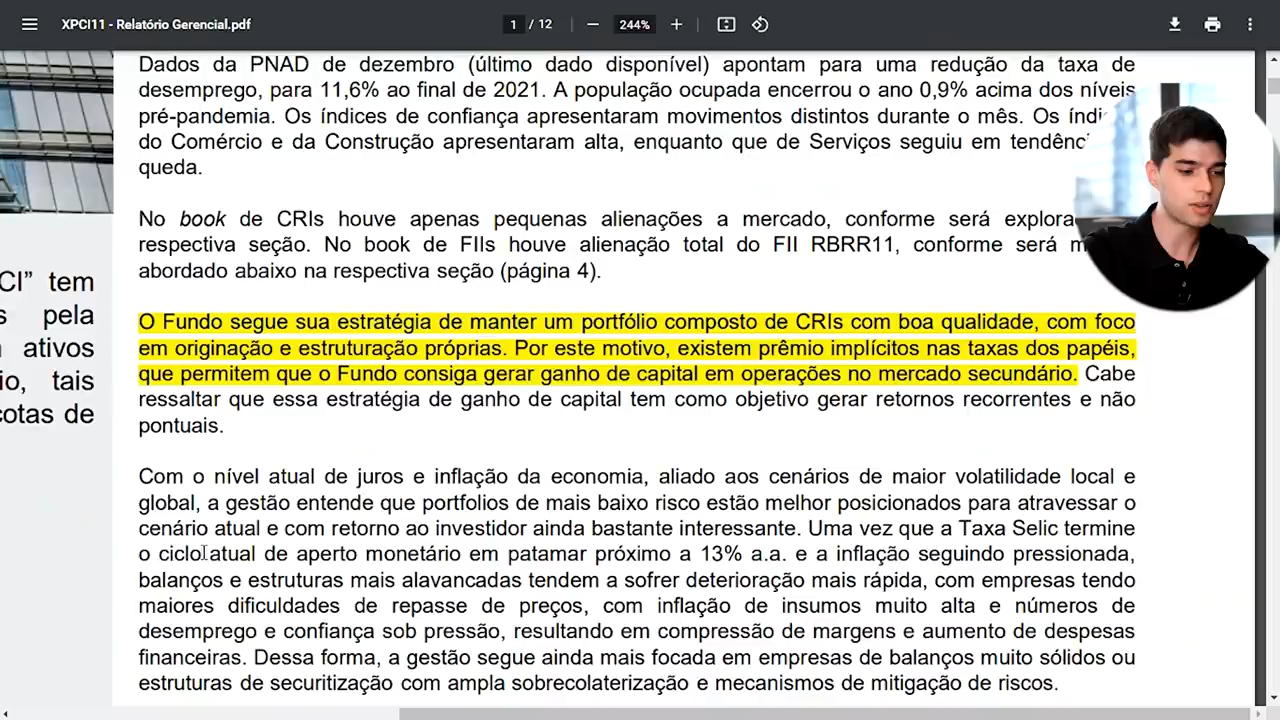 XPCI11 - Relatório Gerencial.pdf
1 / 12
244%
Dados da PNAD de dezembro (último dado disponível) apontam para uma redução da taxa de
desemprego, para 11,6% ao final de 2021. A população ocupada encerrou o ano 0,9% acima dos níveis
pré-pandemia. Os índices de confiança apresentaram movimentos distintos durante o mês. Os
do Comércio e da Construção apresentaram alta, enquanto que de Serviços seguiu em
queda.
No book de CRIs houve apenas pequenas alienações a mercado, conforme será
respectiva seção. No book de FIIs houve alienação total do FII RBRR11, conforme será
abordado abaixo na respectiva seção (página 4).
CI” tem
s pela
ativos
io, tais
cotas de
O Fundo segue sua estratégia de manter um portfólio composto de CRIs com boa qualidade, com foco
em originação e estruturação próprias. Por este motivo, existem prêmio implícitos nas taxas dos papéis,
que permitem que o Fundo consiga gerar ganho de capital em operações no mercado secundário. Cabe
ressaltar que essa estratégia de ganho de capital tem como objetivo gerar retornos recorrentes e não
pontuais.
Com o nível atual de juros e inflação da economia, aliado aos cenários de maior volatilidade local e
global, a gestão entende que portfolios de mais baixo risco estão melhor posicionados para atravessar o
cenário atual e com retorno ao investidor ainda bastante interessante. Uma vez que a Taxa Selic termine
o ciclo atual de aperto monetário em patamar próximo a 13% a.a. e a inflação seguindo pressionada,
balanços e estruturas mais alavancadas tendem a sofrer deterioração mais rápida, com empresas tendo
maiores dificuldades de repasse de preços, com inflação de insumos muito alta e números de
desemprego e confiança sob pressão, resultando em compressão de margens e aumento de despesas
financeiras. Dessa forma, a gestão segue ainda mais focada em empresas de balanços muito sólidos ou
estruturas de securitização com ampla sobrecolaterização e mecanismos de mitigação de riscos.